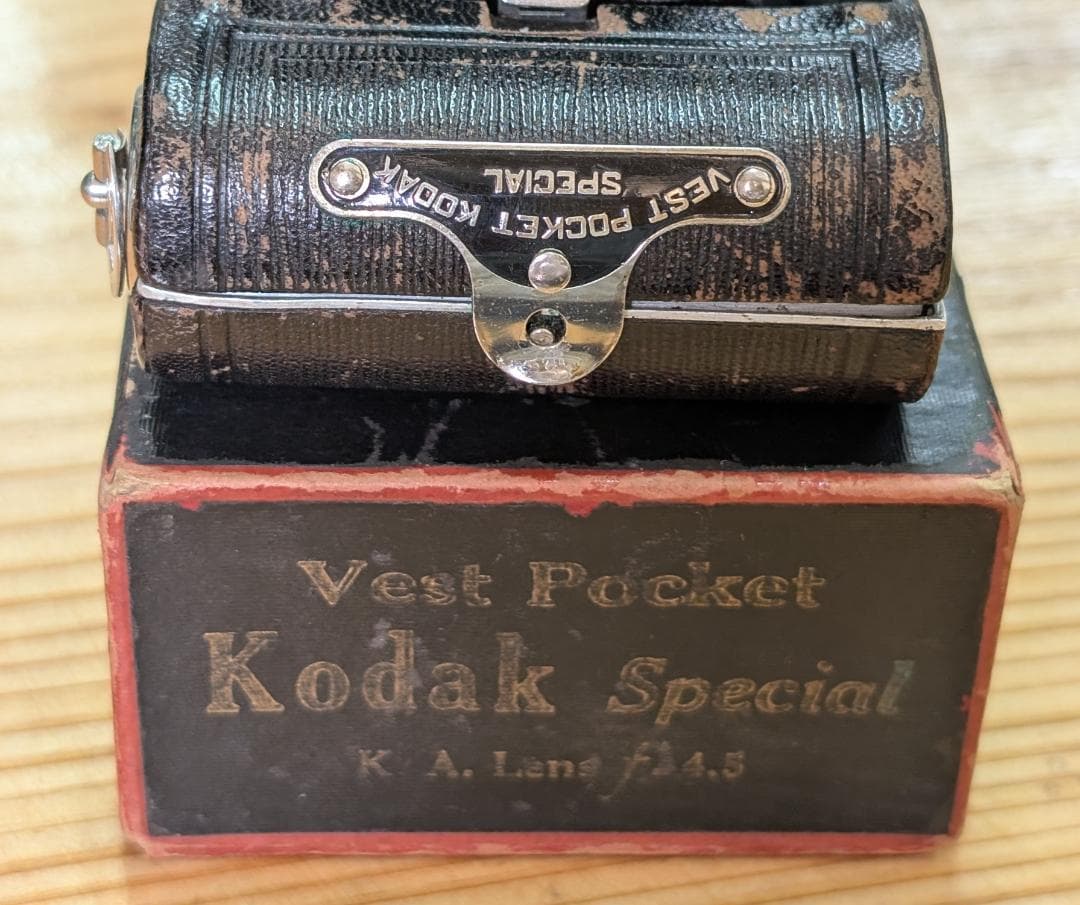 VEST POCKET KODAK
SPECIAL
Vest Pocket
Kodak Special
K. A. Lens f.4.5